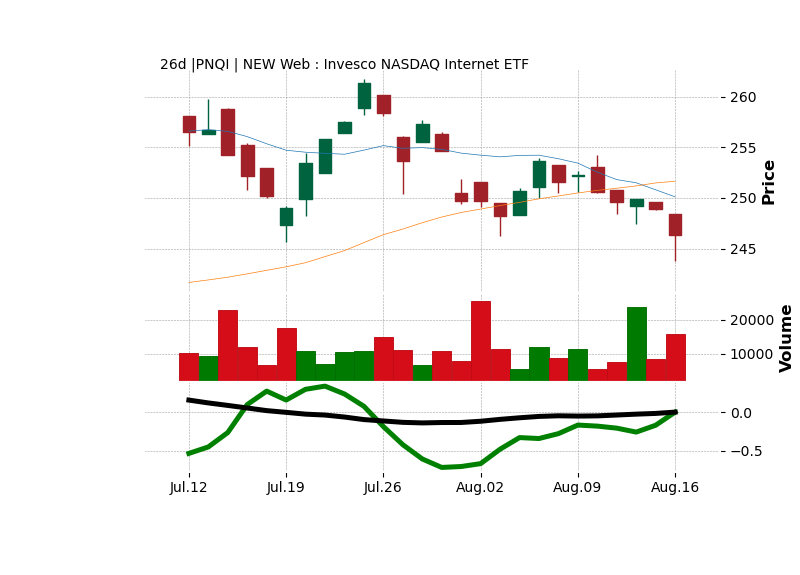 26d |PNQI | NEW Web : Invesco NASDAQ Internet ETF
260
255
250
245
Price
20000
10000
Volume
0.0
−0.5
Jul.12 Jul.19 Jul.26 Aug.02 Aug.09 Aug.16